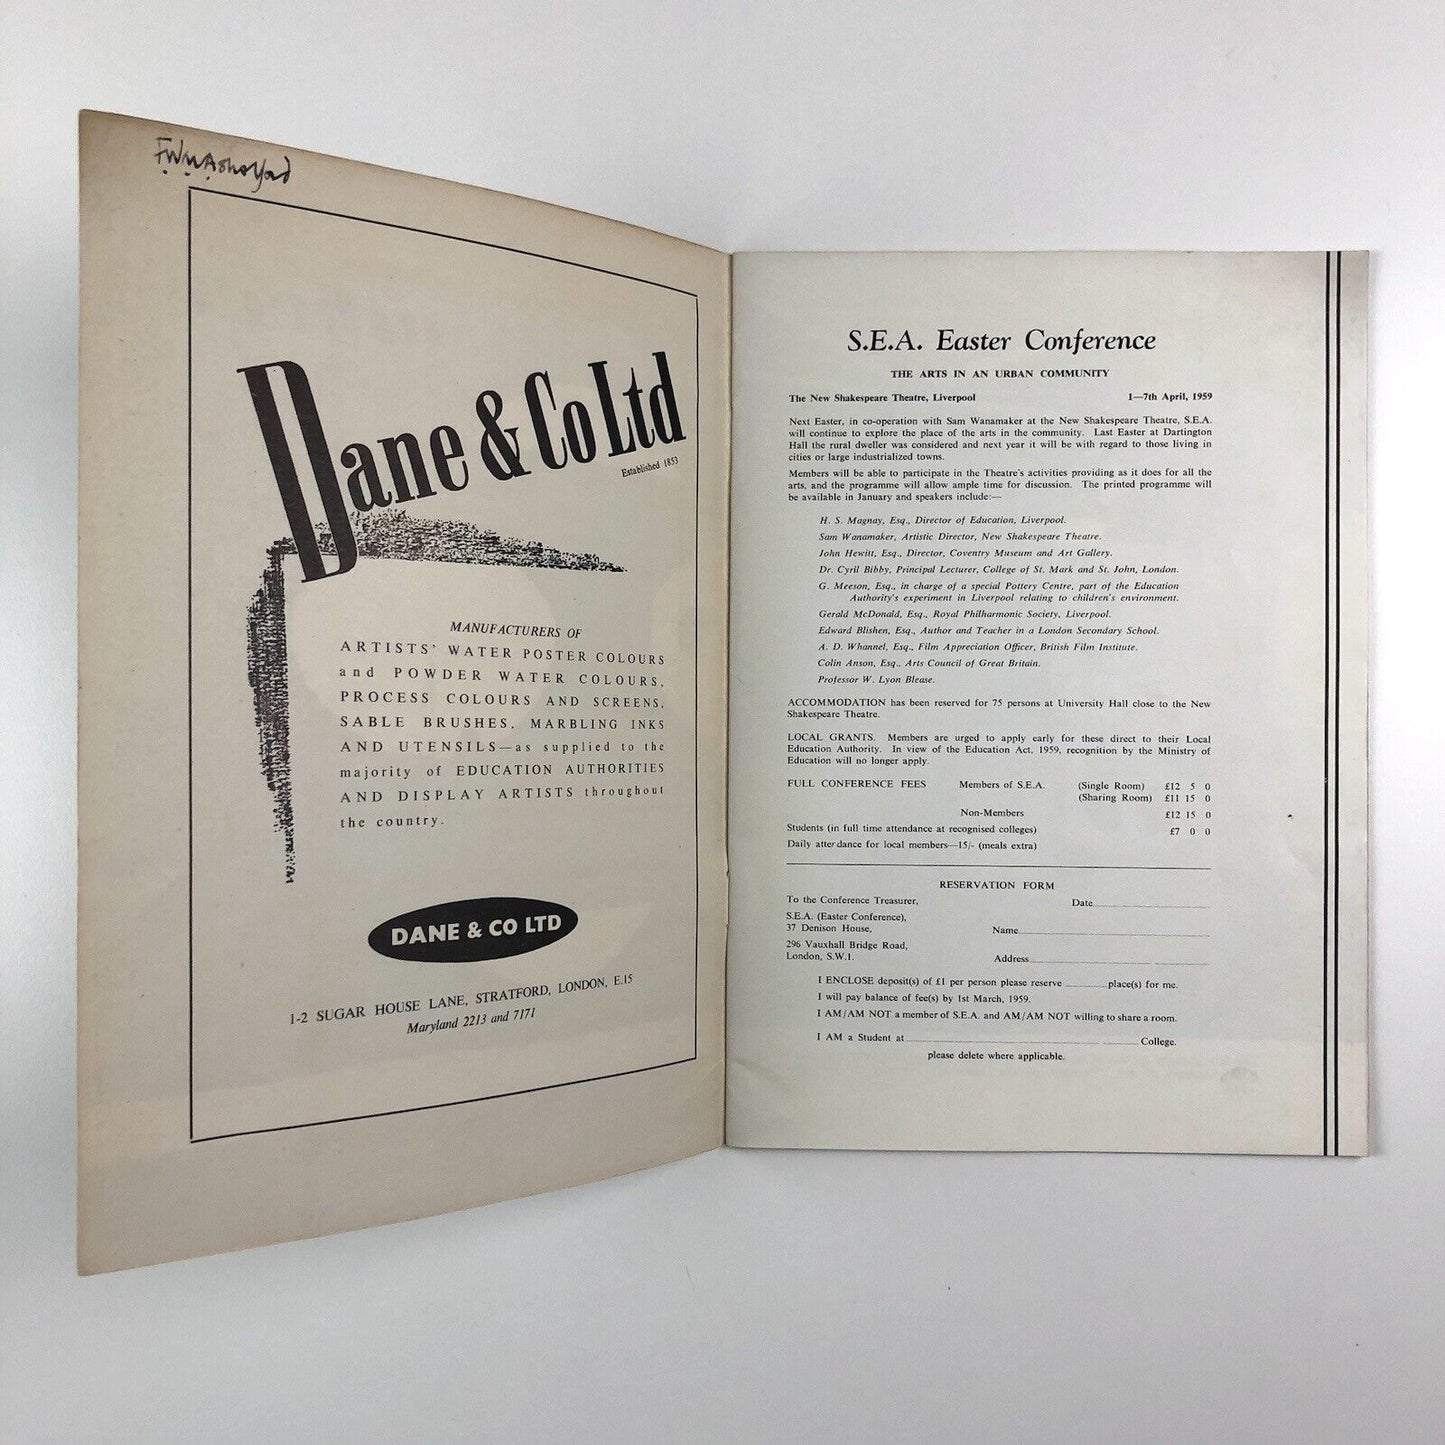 Dane & Co Ltd
Established 1853
MANUFACTURERS OF
ARTISTS' WATER POSTER COLOURS
and POWDER WATER COLOURS,
PROCESS COLOURS AND SCREENS,
SABLE BRUSHES, MARBLING INKS
AND UTENSILS—as supplied to the
majority of EDUCATION AUTHORITIES
AND DISPLAY ARTISTS throughout
the country.
DANE & CO LTD
1-2 SUGAR HOUSE LANE, STRATFORD, LONDON, E.15
Maryland 2213 and 7171
S.E.A. Easter Conference
THE ARTS IN AN URBAN COMMUNITY
The New Shakespeare Theatre, Liverpool 1—7th April, 1959
Next Easter, in co-operation with Sam Wanamaker at the New Shakespeare Theatre, S.E.A.
will continue to explore the place of the arts in the community. Last Easter at Dartington
Hall the rural dweller was considered and next year it will be with regard to those living in
cities or large industrialized towns.
Members will be able to participate in the Theatre's activities providing as it does for all the
arts, and the programme will allow ample time for discussion. The printed programme will
be available in January and speakers include:—
H. S. Magnay, Esq., Director of Education, Liverpool.
Sam Wanamaker, Artistic Director, New Shakespeare Theatre.
John Hewitt, Esq., Director, Coventry Museum and Art Gallery.
Dr. Cyril Bibby, Principal Lecturer, College of St. Mark and St. John, London.
G. Meeson, Esq., in charge of a special Pottery Centre, part of the Education
Authority's experiment in Liverpool relating to children's environment.
Gerald McDonald, Esq., Royal Philharmonic Society, Liverpool.
Edward Blishen, Esq., Author and Teacher in a London Secondary School.
A. D. Whannel, Esq., Film Appreciation Officer, British Film Institute.
Colin Anson, Esq., Arts Council of Great Britain.
Professor W. Lyon Blease.
ACCOMMODATION has been reserved for 75 persons at University Hall close to the New
Shakespeare Theatre.
LOCAL GRANTS. Members are urged to apply early for these direct to their Local
Education Authority. In view of the Education Act, 1959, recognition by the Ministry of
Education will no longer apply.
FULL CONFERENCE FEES Members of S.E.A. (Single Room) £12 5 0
(Sharing Room) £11 15 0
Non-Members £12 15 0
Students (in full time attendance at recognised colleges) £7 0 0
Daily attendance for local members—15/- (meals extra)
RESERVATION FORM
To the Conference Treasurer, Date
S.E.A. (Easter Conference),
37 Denison House, Name
296 Vauxhall Bridge Road,
London, S.W.1. Address
I ENCLOSE deposit(s) of £1 per person please reserve place(s) for me.
I will pay balance of fee(s) by 1st March, 1959.
I AM/AM NOT a member of S.E.A. and AM/AM NOT willing to share a room.
I AM a Student at College.
please delete where applicable.